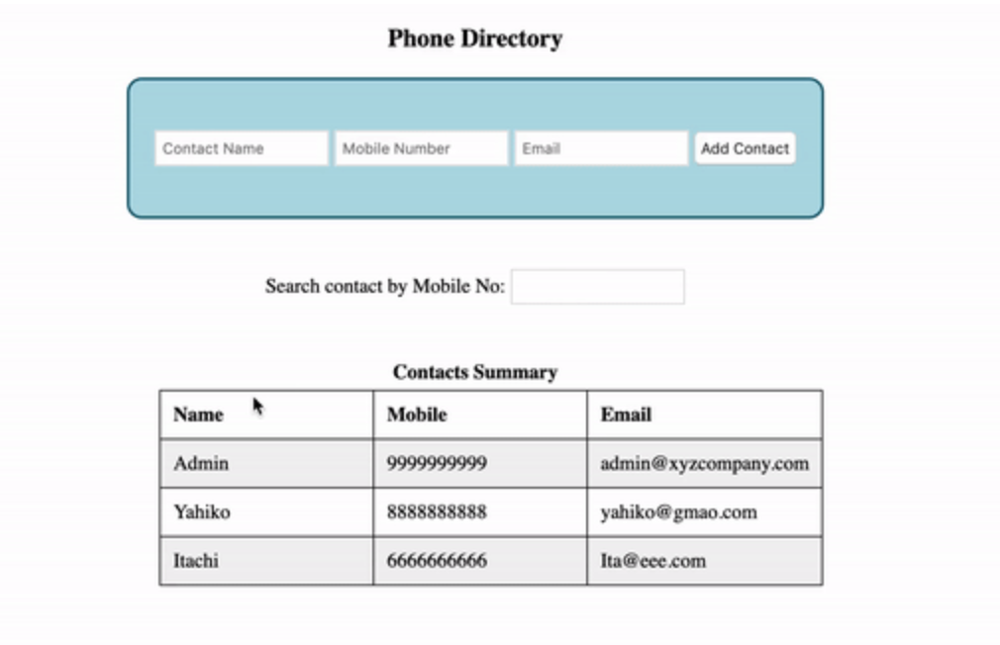 Phone Directory
Contact Name Mobile Number Email Add Contact
Search contact by Mobile No:
Contacts Summary
Name Mobile Email
Admin 9999999999 admin@xyzcompany.com
Yahiko 8888888888 yahiko@gmao.com
Itachi 6666666666 Ita@eee.com